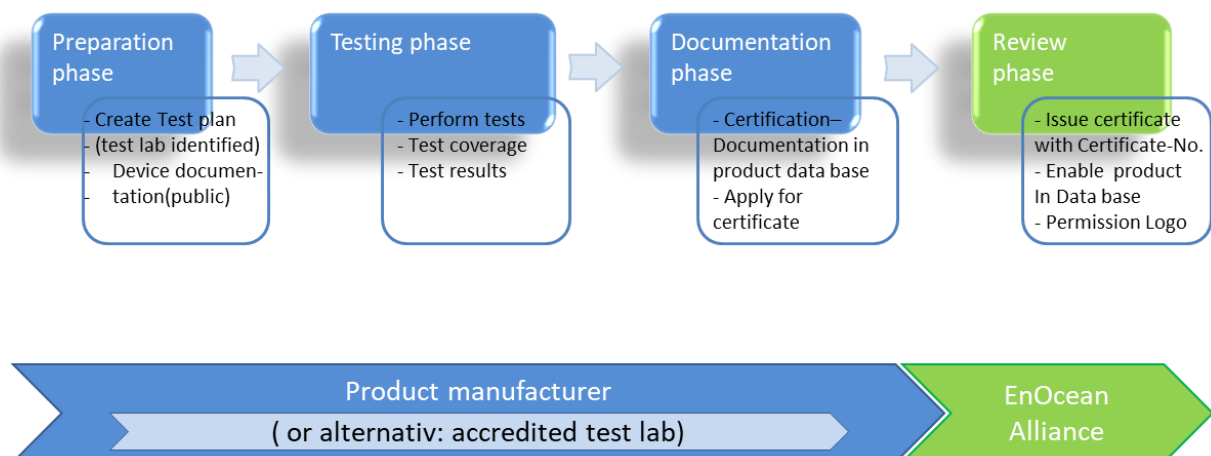 Preparation
phase
- Create Test plan
- (test lab identified)
- Device documen-
- tation(public)
Testing phase
- Perform tests
- Test coverage
- Test results
Documentation
phase
- Certification–
Documentation in
product data base
- Apply for
certificate
Review
phase
- Issue certificate
with Certificate-No.
- Enable product
In Data base
- Permission Logo
Product manufacturer
( or alternativ: accredited test lab)
EnOcean
Alliance